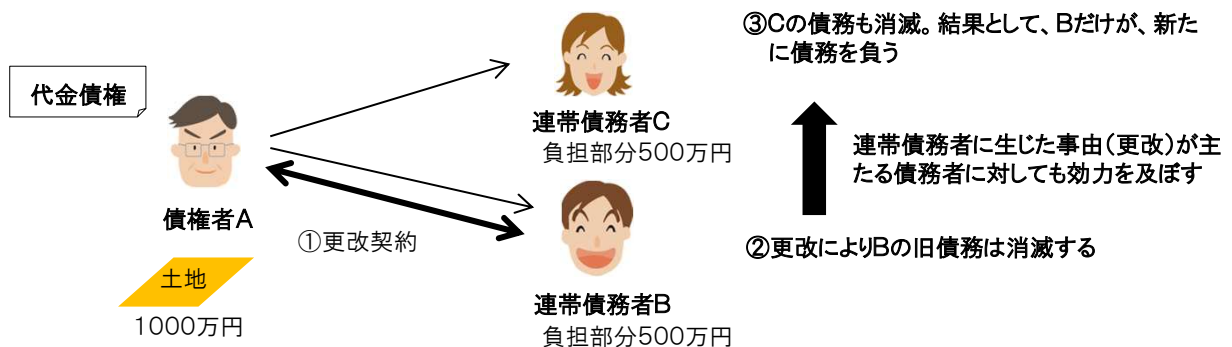 代金債権
債権者A
土地
1000万円
①更改契約
連帯債務者C
負担部分500万円
連帯債務者B
負担部分500万円
③Cの債務も消滅。結果として、Bだけが、新た
に債務を負う
連帯債務者に生じた事由(更改)が主
たる債務者に対しても効力を及ぼす
②更改によりBの旧債務は消滅する